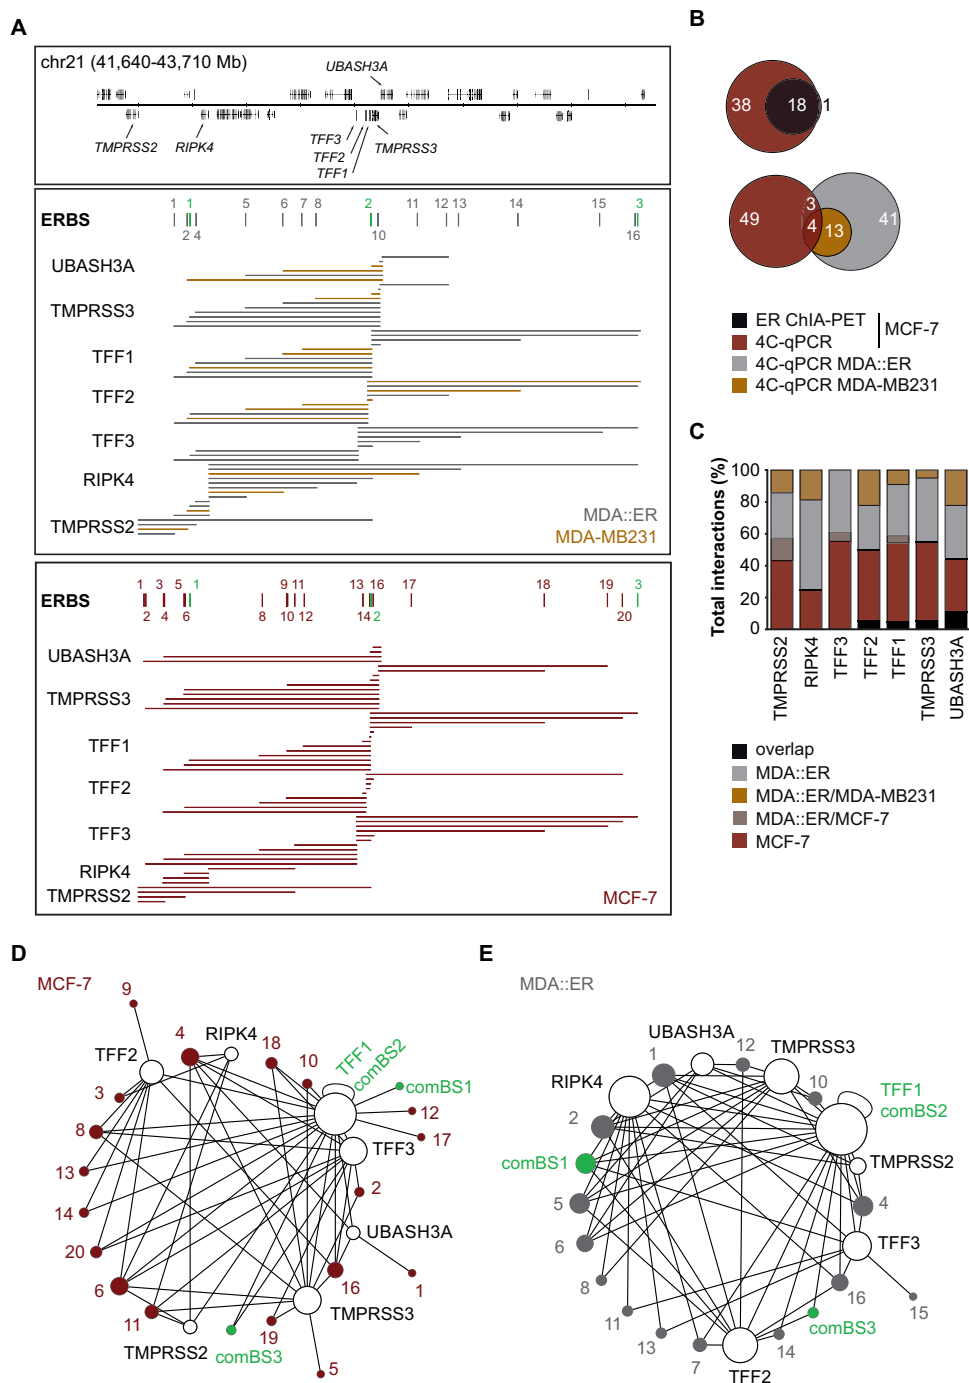 A
chr21 (41,640-43,710 Mb)
UBASH3A
TMPRSS2
RIPK4
TFF3
TFF2
TFF1
TMPRSS3
ERBS
1 1 5 6 7 8 2 11 12 13 14 15 3
2 4 10 16
UBASH3A
TMPRSS3
TFF1
TFF2
TFF3
RIPK4
TMPRSS2
MDA::ER
MDA-MB231
ERBS
1 3 5 1 9 11 13 16 17 18 19 3
2 4 6 8 10 12 14 2 20
UBASH3A
TMPRSS3
TFF1
TFF2
TFF3
RIPK4
TMPRSS2
MCF-7
B
38 18 1
49 3 4 13 41
ER ChIA-PET
4C-qPCR
MCF-7
4C-qPCR MDA::ER
4C-qPCR MDA-MB231
C
Total interactions (%)
100
80
60
40
20
0
TMPRSS2
RIPK4
TFF3
TFF2
TFF1
TMPRSS3
UBASH3A
overlap
MDA::ER
MDA::ER/MDA-MB231
MDA::ER/MCF-7
MCF-7
D
MCF-7
9
4
RIPK4
18
10
TFF1
comBS2
comBS1
TFF2
3
12
8
17
TFF3
13
2
14
UBASH3A
20
1
6
16
11
TMPRSS3
TMPRSS2
comBS3
19
5
E
MDA::ER
UBASH3A
12
TMPRSS3
1
RIPK4
10
TFF1
comBS2
2
comBS1
TMPRSS2
5
4
6
TFF3
8
16
11
15
13
comBS3
7
14
TFF2